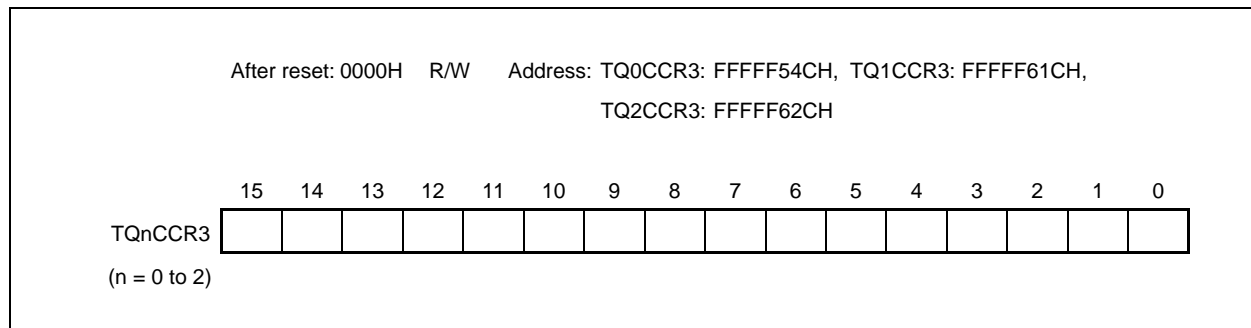 After reset: 0000H R/W Address: TQ0CCR3: FFFFF54CH, TQ1CCR3: FFFFF61CH,
TQ2CCR3: FFFFF62CH
15 14 13 12 11 10 9 8 7 6 5 4 3 2 1 0
TQnCCR3
(n = 0 to 2)